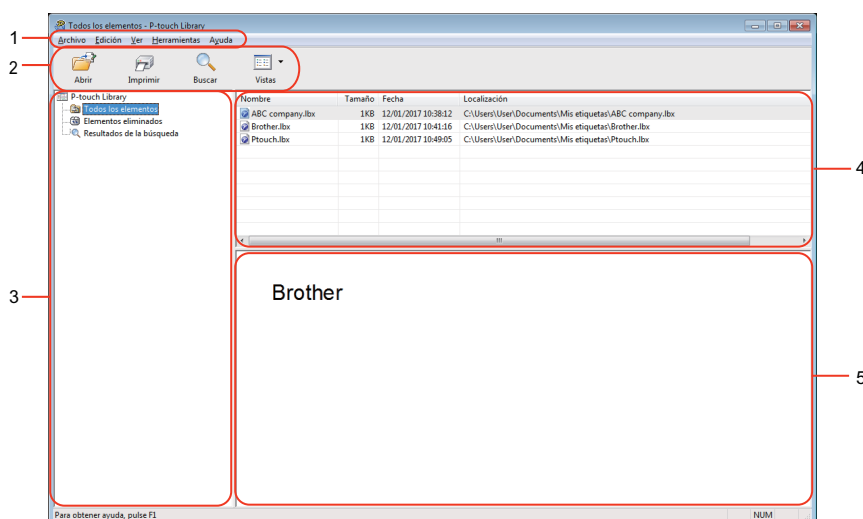 Todos los elementos - P-touch Library
1
Archivo Edición Ver Herramientas Ayuda
2
Abrir Imprimir Buscar Vistas
P-touch Library
Todos los elementos
Elementos eliminados
Resultados de la búsqueda
Nombre Tamaño Fecha Localización
ABC company.lbx 1KB 12/01/2017 10:38:12 C:\Users\User\Documents\Mis etiquetas\ABC company.lbx
Brother.lbx 1KB 12/01/2017 10:41:16 C:\Users\User\Documents\Mis etiquetas\Brother.lbx
Ptouch.lbx 1KB 12/01/2017 10:49:05 C:\Users\User\Documents\Mis etiquetas\Ptouch.lbx
4
3
Brother
5
Para obtener ayuda, pulse F1 NUM